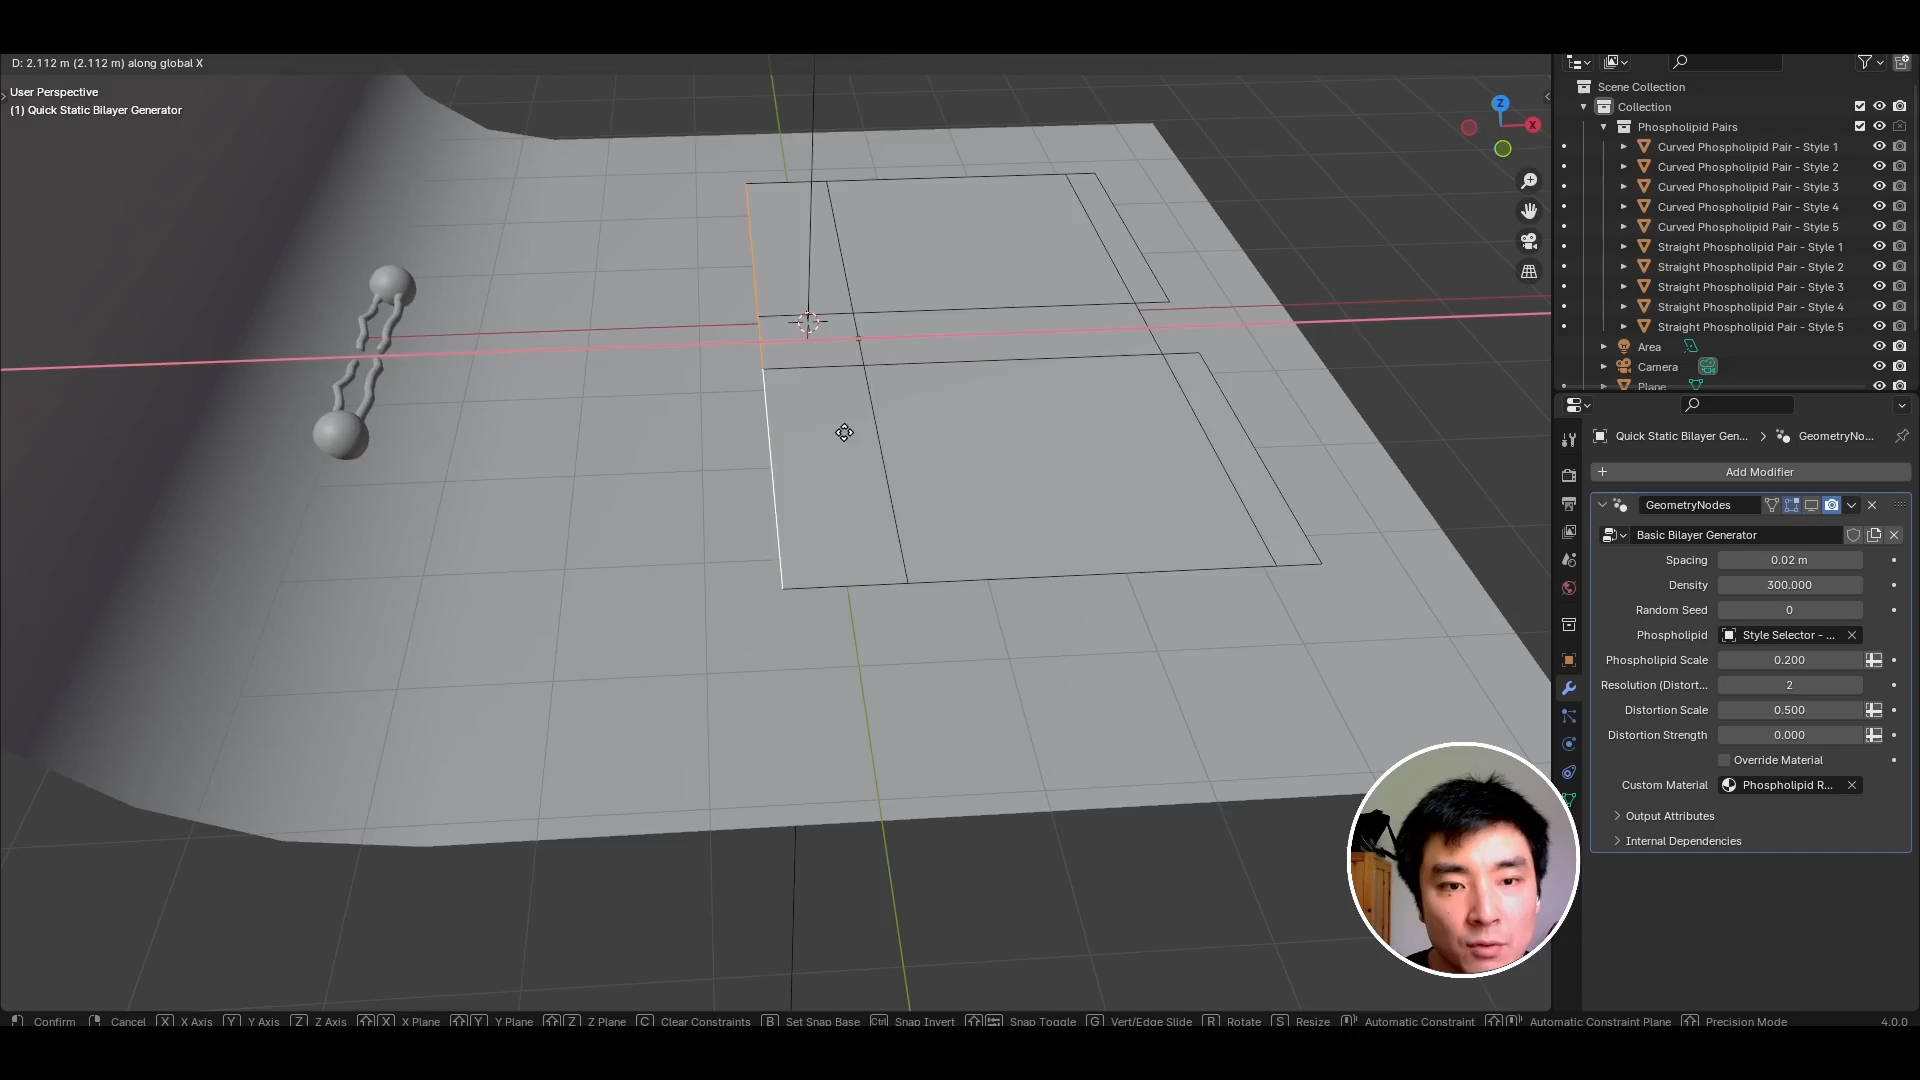 D: 2.112 m (2.112 m) along global X
User Perspective
(1) Quick Static Bilayer Generator
Z
X
Scene Collection
Collection
Phospholipid Pairs
Curved Phospholipid Pair - Style 1
Curved Phospholipid Pair - Style 2
Curved Phospholipid Pair - Style 3
Curved Phospholipid Pair - Style 4
Curved Phospholipid Pair - Style 5
Straight Phospholipid Pair - Style 1
Straight Phospholipid Pair - Style 2
Straight Phospholipid Pair - Style 3
Straight Phospholipid Pair - Style 4
Straight Phospholipid Pair - Style 5
Area
Camera
Plane
Quick Static Bilayer Gen... > GeometryNo...
+ Add Modifier
GeometryNodes
Basic Bilayer Generator
Spacing 0.02 m
Density 300.000
Random Seed 0
Phospholipid Style Selector - ...
Phospholipid Scale 0.200
Resolution (Distort... 2
Distortion Scale 0.500
Distortion Strength 0.000
Override Material
Custom Material Phospholipid R...
Output Attributes
Internal Dependencies
Confirm Cancel X X Axis Y Y Axis Z Z Axis X X Plane Y Y Plane Z Z Plane C Clear Constraints B Set Snap Base Ctrl Snap Invert Snap Toggle G Vert/Edge Slide R Rotate S Resize Automatic Constraint Automatic Constraint Plane Precision Mode 4.0.0